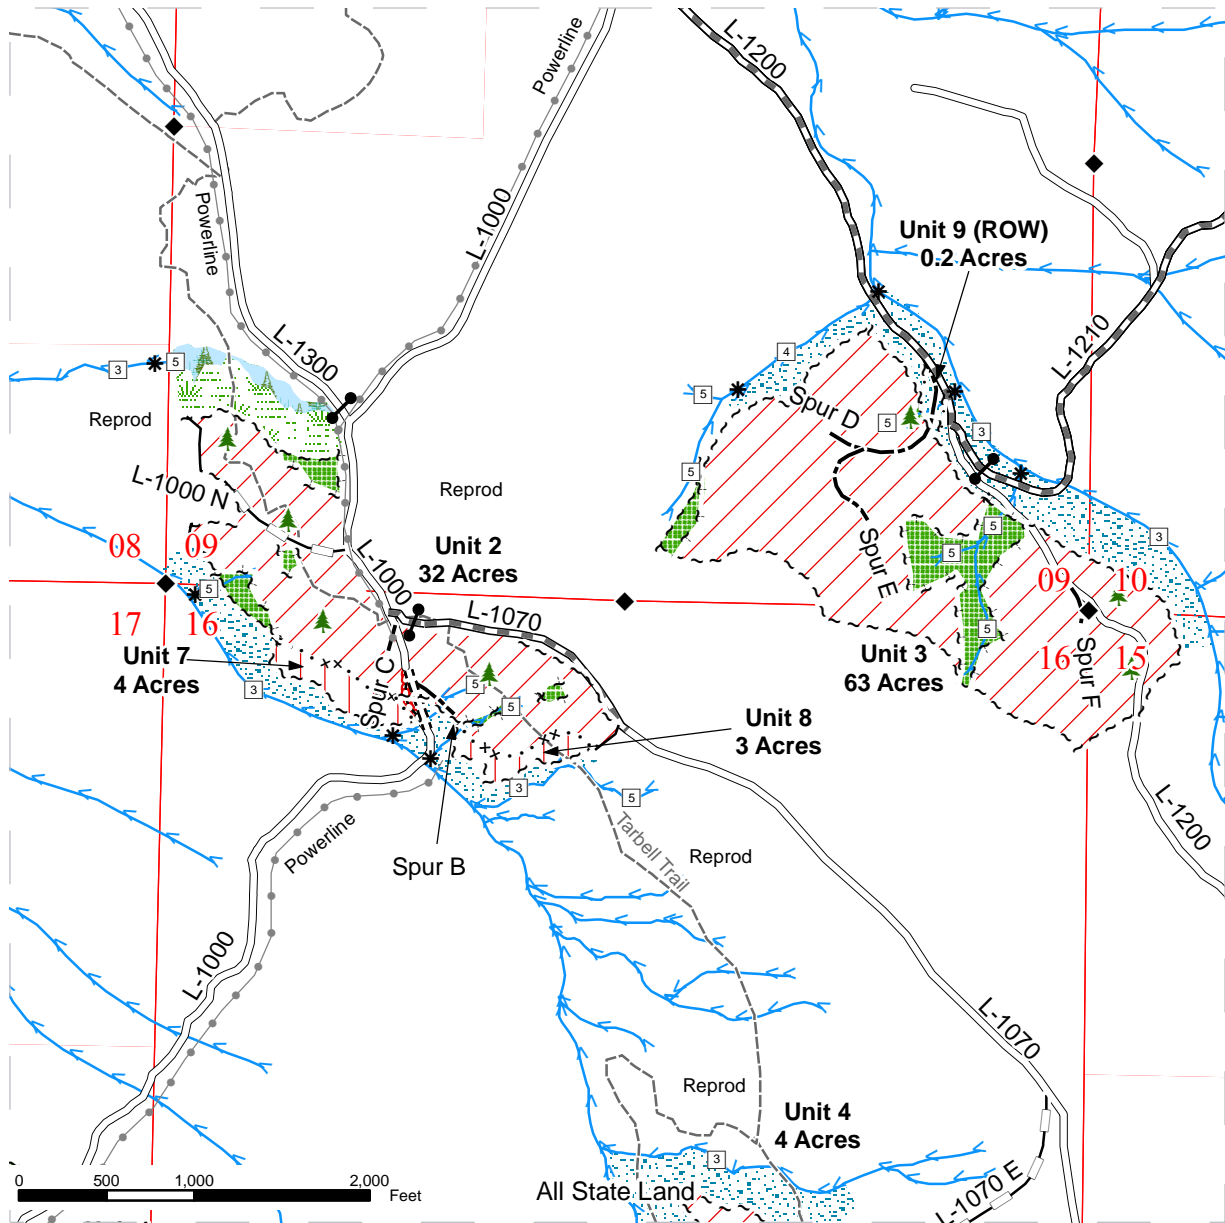 L-1200
Powerline
Powerline
L-1000
Unit 9 (ROW)
0.2 Acres
L-1300
L-1210
3
5
4
5
Reprod
Spur D
5
3
5
L-1000 N
Reprod
Spur E
5
5
3
08
09
L-1000
Unit 2
32 Acres
09
10
5
L-1070
17
16
5
Unit 7
4 Acres
Spur C
Unit 3
63 Acres
16
15
Spur F
3
5
5
Unit 8
3 Acres
3
5
Powerline
L-1200
Spur B
Tarbell Trail
Reprod
L-1000
L-1070
Reprod
Unit 4
4 Acres
3
0
500
1,000
2,000
Feet
All State Land
L-1070 E